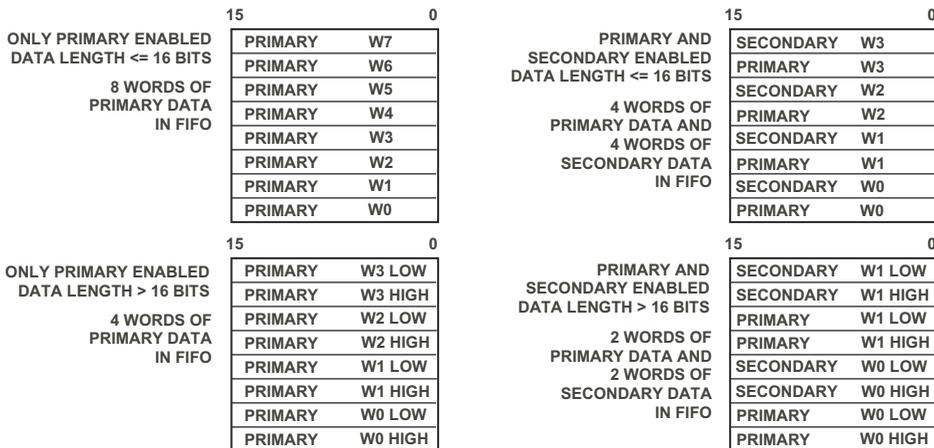 15 0
ONLY PRIMARY ENABLED
DATA LENGTH <= 16 BITS
8 WORDS OF
PRIMARY DATA
IN FIFO
PRIMARY W7
PRIMARY W6
PRIMARY W5
PRIMARY W4
PRIMARY W3
PRIMARY W2
PRIMARY W1
PRIMARY W0
15 0
PRIMARY AND
SECONDARY ENABLED
DATA LENGTH <= 16 BITS
4 WORDS OF
PRIMARY DATA AND
4 WORDS OF
SECONDARY DATA
IN FIFO
SECONDARY W3
PRIMARY W3
SECONDARY W2
PRIMARY W2
SECONDARY W1
PRIMARY W1
SECONDARY W0
PRIMARY W0
15 0
ONLY PRIMARY ENABLED
DATA LENGTH > 16 BITS
4 WORDS OF
PRIMARY DATA
IN FIFO
PRIMARY W3 LOW
PRIMARY W3 HIGH
PRIMARY W2 LOW
PRIMARY W2 HIGH
PRIMARY W1 LOW
PRIMARY W1 HIGH
PRIMARY W0 LOW
PRIMARY W0 HIGH
15 0
PRIMARY AND
SECONDARY ENABLED
DATA LENGTH > 16 BITS
2 WORDS OF
PRIMARY DATA AND
2 WORDS OF
SECONDARY DATA
IN FIFO
SECONDARY W1 LOW
SECONDARY W1 HIGH
PRIMARY W1 LOW
PRIMARY W1 HIGH
SECONDARY W0 LOW
SECONDARY W0 HIGH
PRIMARY W0 LOW
PRIMARY W0 HIGH